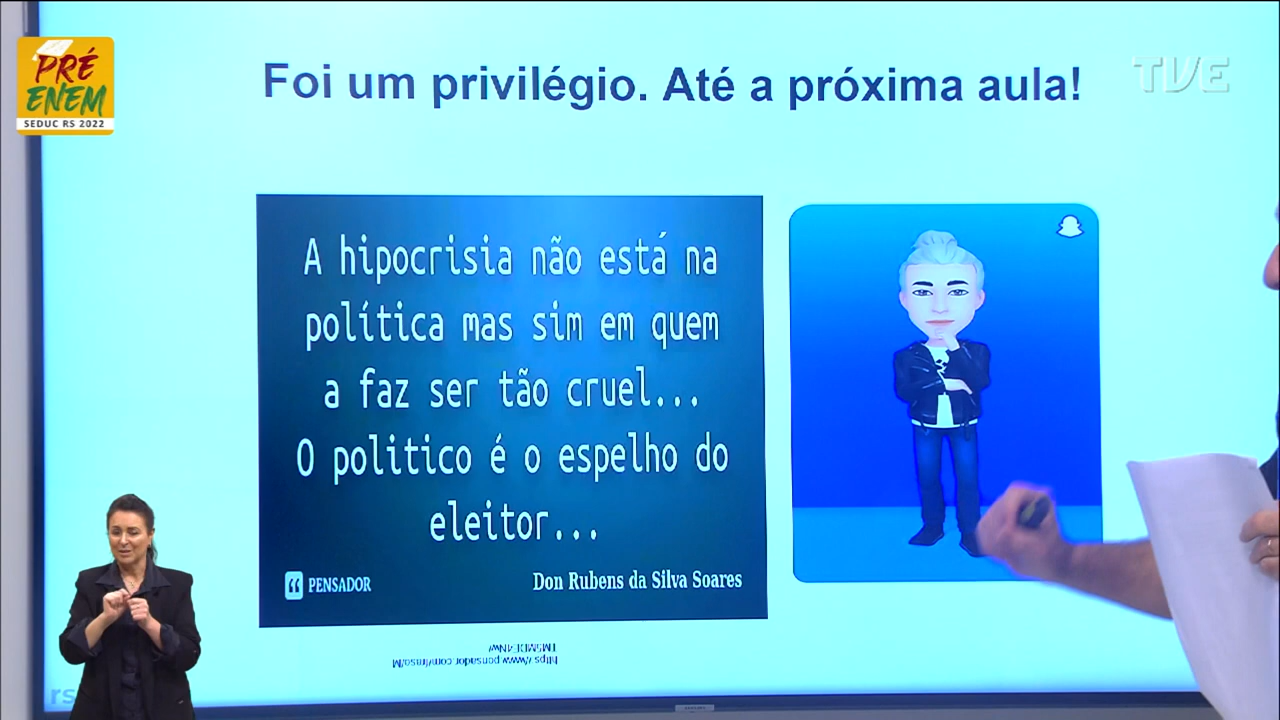 PRÉ
ENEM
SEDUC RS 2022
TVE
Foi um privilégio. Até a próxima aula!
A hipocrisia não está na
política mas sim em quem
a faz ser tão cruel...
O politico é o espelho do
eleitor...
PENSADOR
Don Rubens da Silva Soares
rs